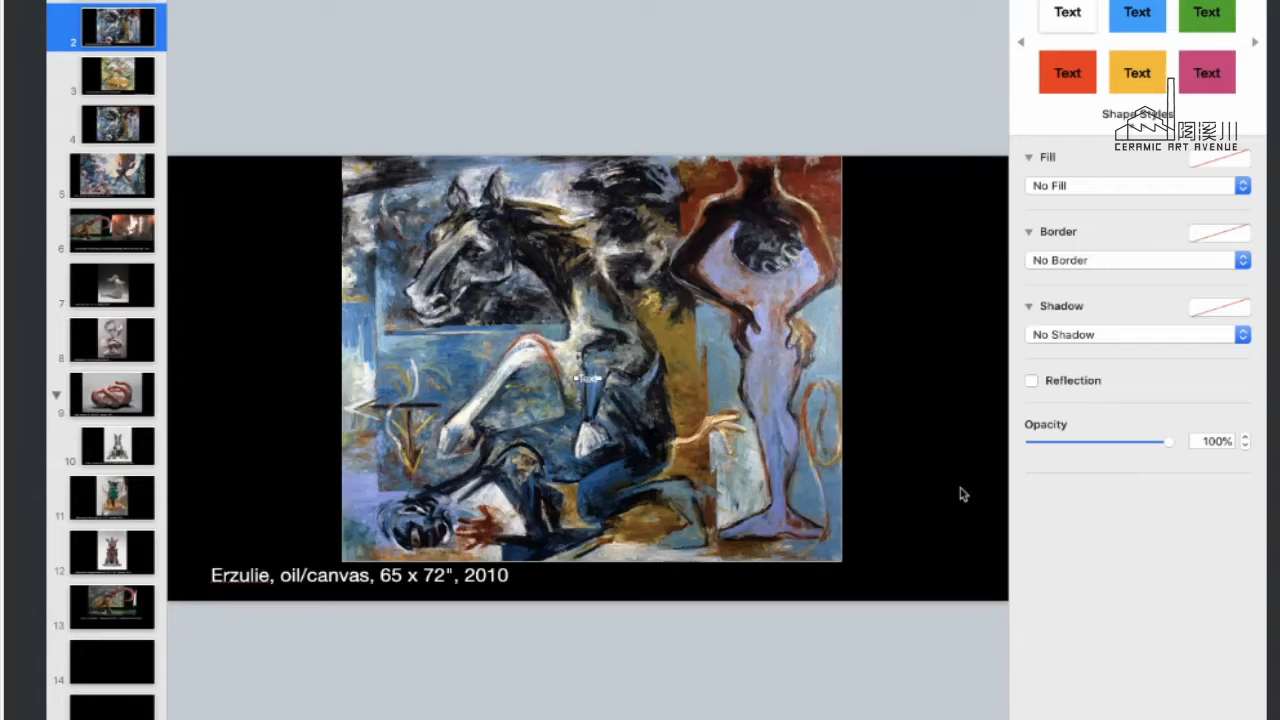 2
3
4
5
6
7
8
9
10
11
12
13
14
Text
Erzulie, oil/canvas, 65 x 72", 2010
Text Text Text
Text Text Text
Shape Styles
陶溪川
CERAMIC ART AVENUE
Fill
No Fill
Border
No Border
Shadow
No Shadow
Reflection
Opacity
100%